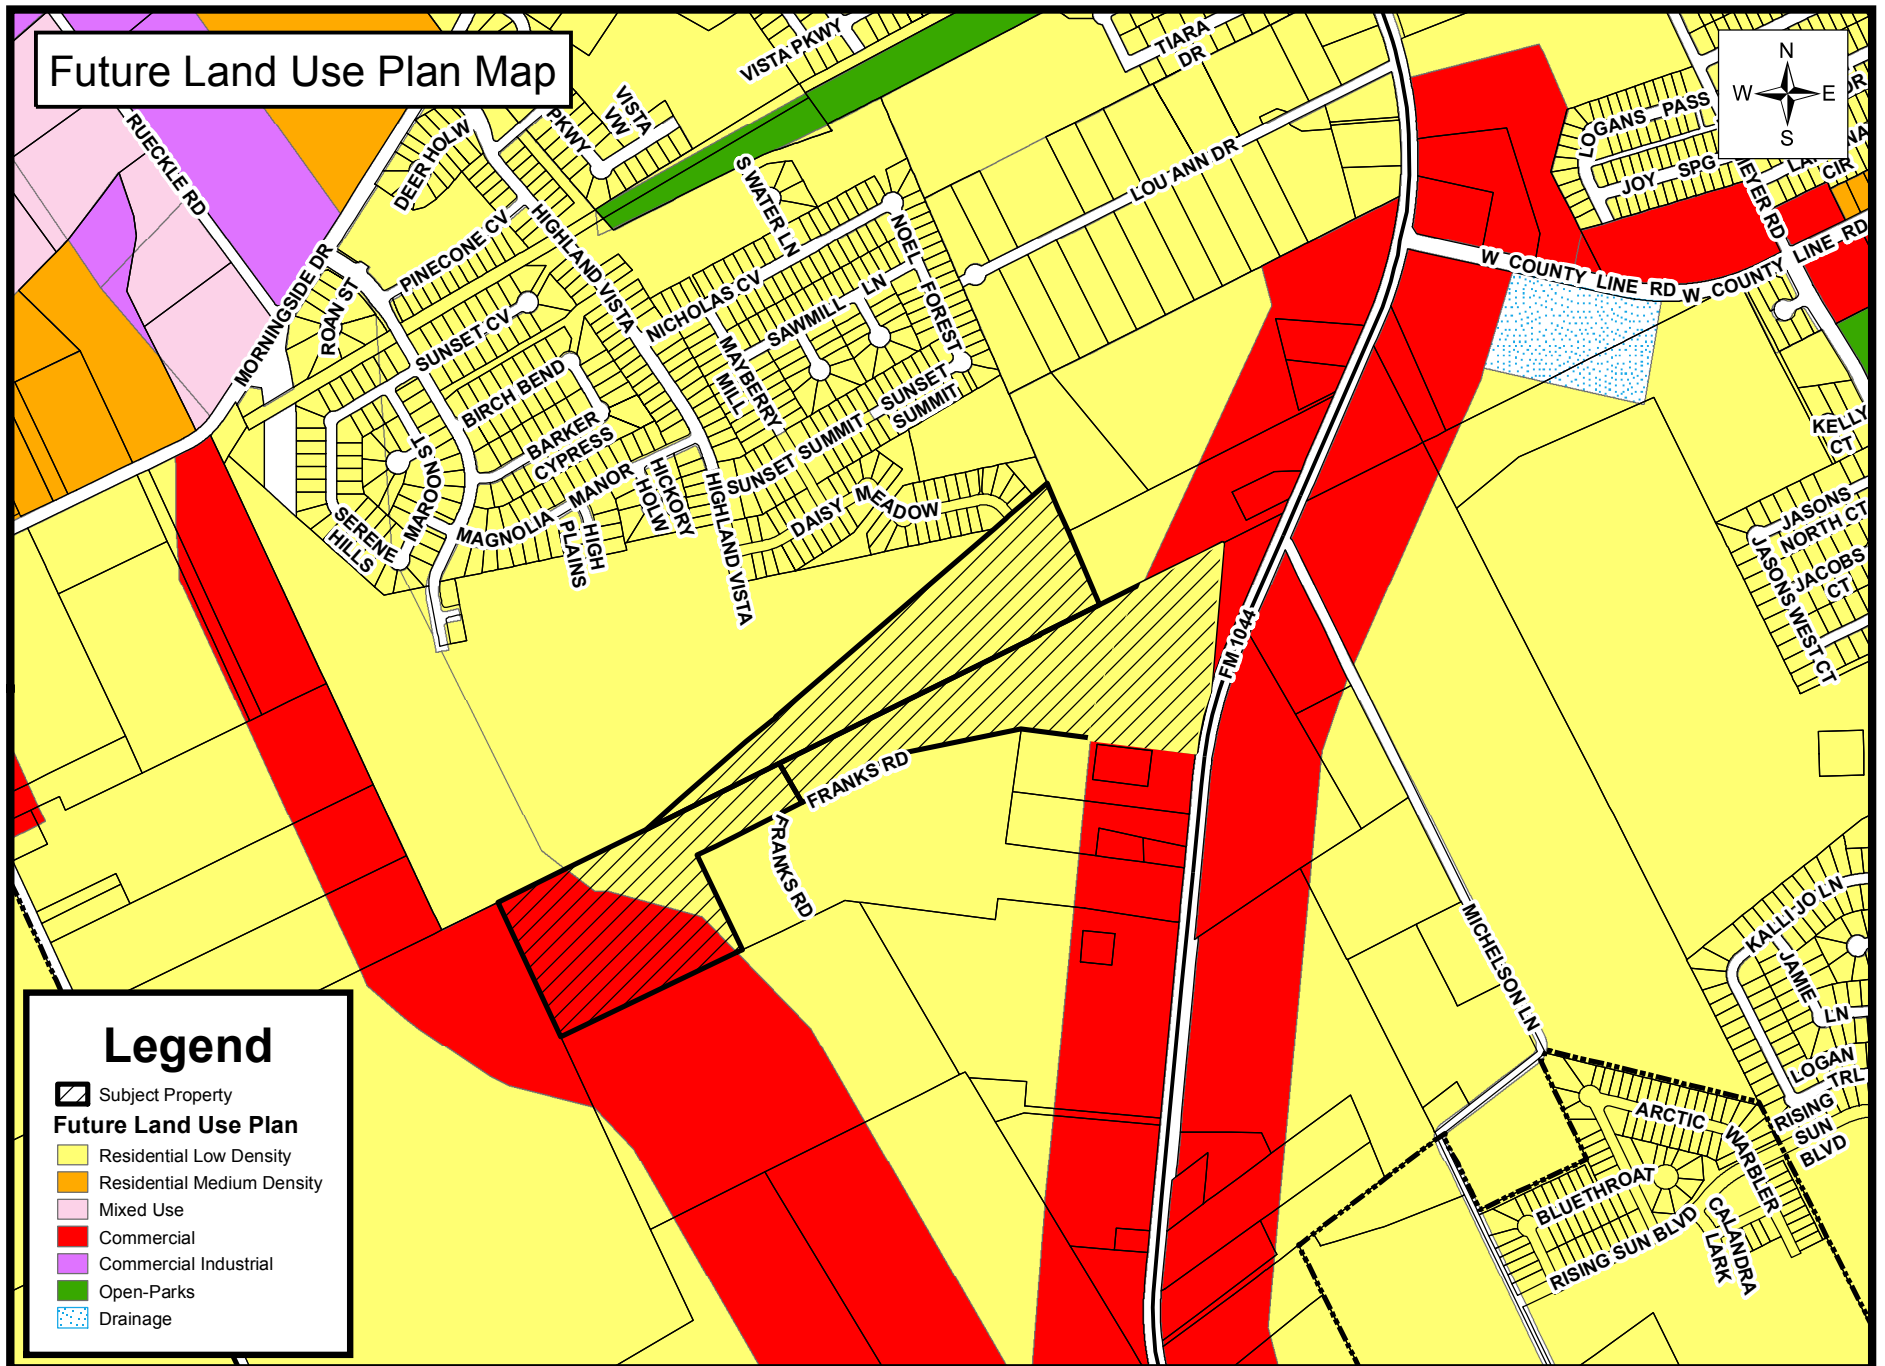 Future Land Use Plan Map
N
W E
S
VISTA PKWY
TIARA
DR
VISTA
VW
PKWY
RUECKLE RD
DEER HOLW
S WATER LN
LOU ANN DR
LOGANS PASS
JOY SPG
MEYER RD
CIR
DR
PINECONE CV
HIGHLAND VISTA
NOEL FOREST
NICHOLAS CV
SAWMILL LN
MORNINGSIDE DR
ROAN ST
SUNSET CV
W COUNTY LINE RD
W COUNTY LINE RD
MAYBERRY
MILL
BIRCH BEND
BARKER
CYPRESS
SUNSET
SUMMIT
SUNSET SUMMIT
MAROON ST
MAGNOLIA MANOR
HICKORY
HOLW
HIGHLAND VISTA
DAISY MEADOW
SERENE
HILLS
HIGH
PLAINS
KELLY
CT
JASONS
NORTH CT
JACOBS
CT
JASONS WEST CT
FM 1044
FRANKS RD
FRANKS RD
MICHELSON LN
KALLI-JO LN
JAMIE
LN
LOGAN
TRL
RISING
SUN
BLVD
ARCTIC
WARBLER
BLUETHROAT
RISING SUN BLVD
CALANDRA
LARK
Legend
Subject Property
Future Land Use Plan
Residential Low Density
Residential Medium Density
Mixed Use
Commercial
Commercial Industrial
Open-Parks
Drainage